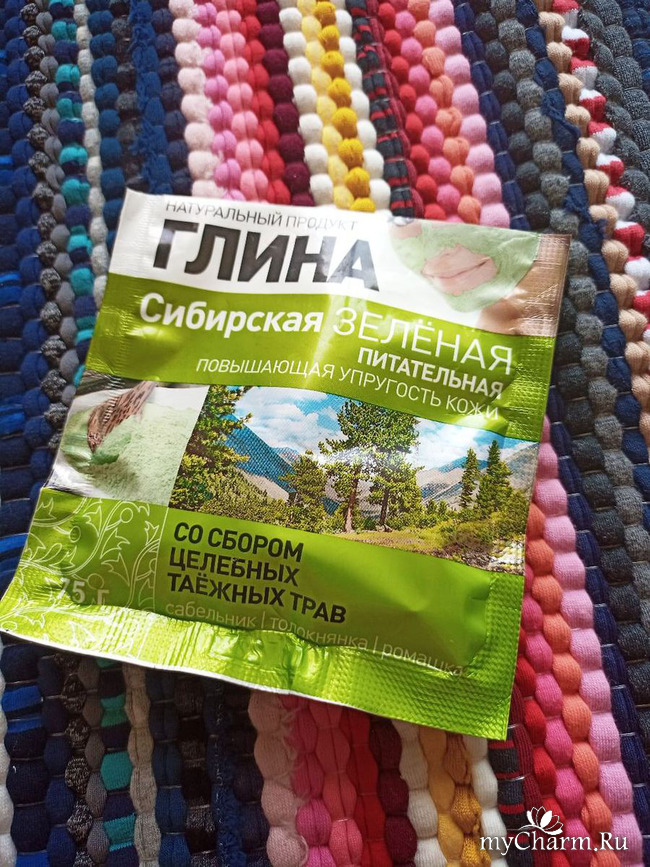 НАТУРАЛЬНЫЙ ПРОДУКТ
ГЛИНА
Сибирская ЗЕЛЁНАЯ
ПИТАТЕЛЬНАЯ
ПОВЫШАЮЩАЯ УПРУГОСТЬ КОЖИ
СО СБОРОМ
ЦЕЛЕБНЫХ
ТАЁЖНЫХ ТРАВ
75 г
сабельник | толокнянка | ромашка
myCharm.Ru